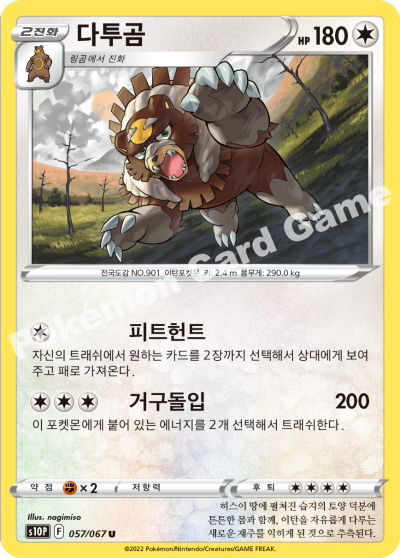 2진화
다투곰
HP 180
링곰에서 진화
전국도감 NO.901 이탄포켓몬 키: 2.4 m 몸무게: 290.0 kg
피트헌트
자신의 트래쉬에서 원하는 카드를 2장까지 선택해서 상대에게 보여
주고 패로 가져온다.
거구돌입 200
이 포켓몬에게 붙어 있는 에너지를 2개 선택해서 트래쉬한다.
약점 ×2 저항력 후퇴
Illus. nagimiso
s10P F 057/067 U
히스이 땅에 펼쳐진 습지의 토양 덕분에
튼튼한 몸과 함께, 이탄을 자유롭게 다루는
새로운 재주를 익히게 된 것으로 추측된다.
©2022 Pokémon/Nintendo/Creatures/GAME FREAK.
Pokémon Card Game